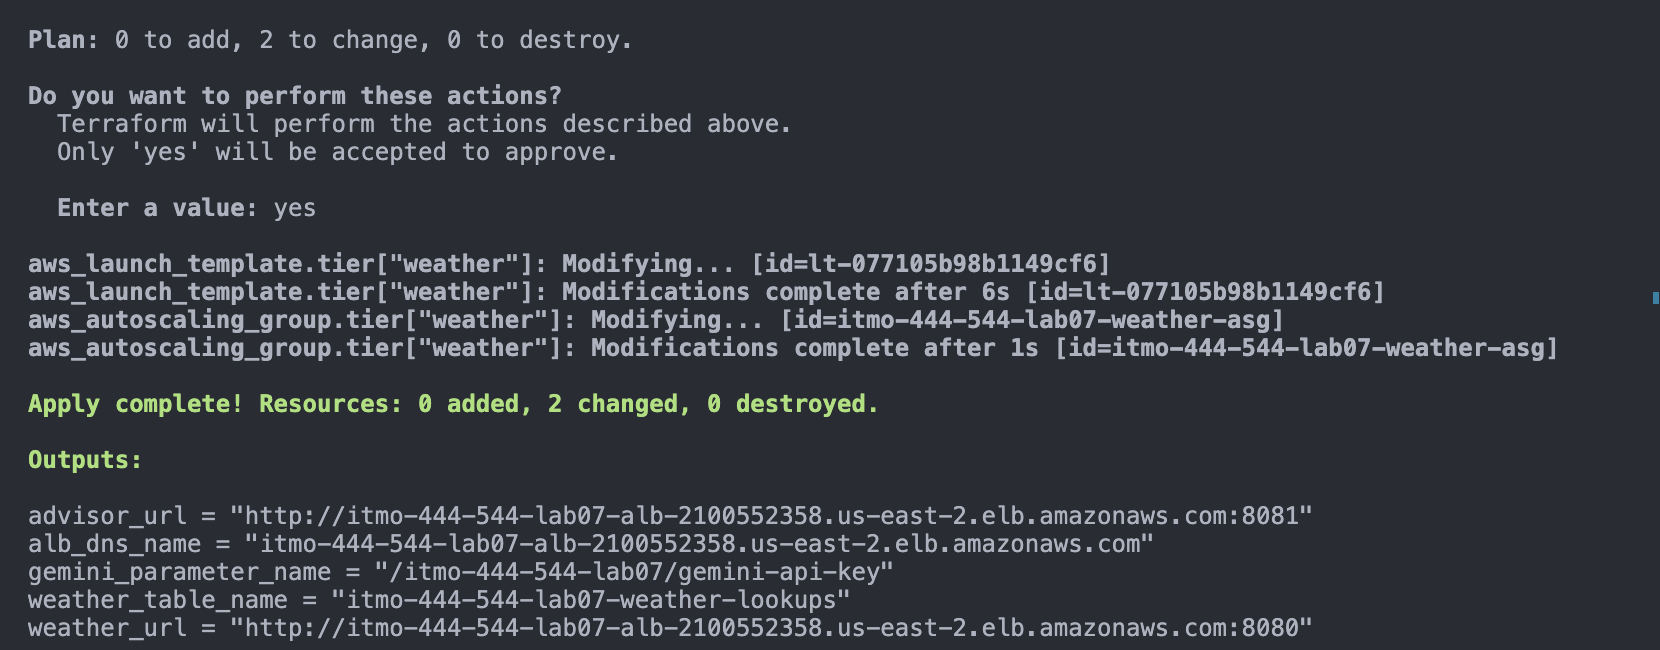 Plan: 0 to add, 2 to change, 0 to destroy.
Do you want to perform these actions?
Terraform will perform the actions described above.
Only 'yes' will be accepted to approve.
Enter a value: yes
aws_launch_template.tier["weather"]: Modifying... [id=lt-077105b98b1149cf6]
aws_launch_template.tier["weather"]: Modifications complete after 6s [id=lt-077105b98b1149cf6]
aws_autoscaling_group.tier["weather"]: Modifying... [id=itmo-444-544-lab07-weather-asg]
aws_autoscaling_group.tier["weather"]: Modifications complete after 1s [id=itmo-444-544-lab07-weather-asg]
Apply complete! Resources: 0 added, 2 changed, 0 destroyed.
Outputs:
advisor_url = "http://itmo-444-544-lab07-alb-2100552358.us-east-2.elb.amazonaws.com:8081"
alb_dns_name = "itmo-444-544-lab07-alb-2100552358.us-east-2.elb.amazonaws.com"
gemini_parameter_name = "/itmo-444-544-lab07/gemini-api-key"
weather_table_name = "itmo-444-544-lab07-weather-lookups"
weather_url = "http://itmo-444-544-lab07-alb-2100552358.us-east-2.elb.amazonaws.com:8080"